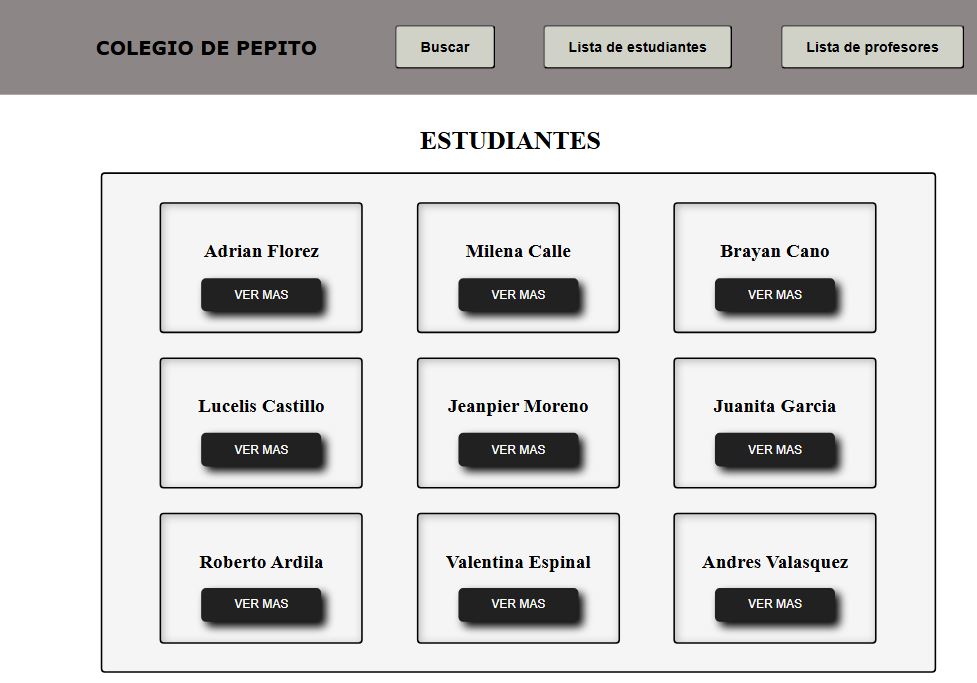 COLEGIO DE PEPITO
Buscar
Lista de estudiantes
Lista de profesores
ESTUDIANTES
Adrian Florez
VER MAS
Milena Calle
VER MAS
Brayan Cano
VER MAS
Lucelis Castillo
VER MAS
Jeanpier Moreno
VER MAS
Juanita Garcia
VER MAS
Roberto Ardila
VER MAS
Valentina Espinal
VER MAS
Andres Valasquez
VER MAS